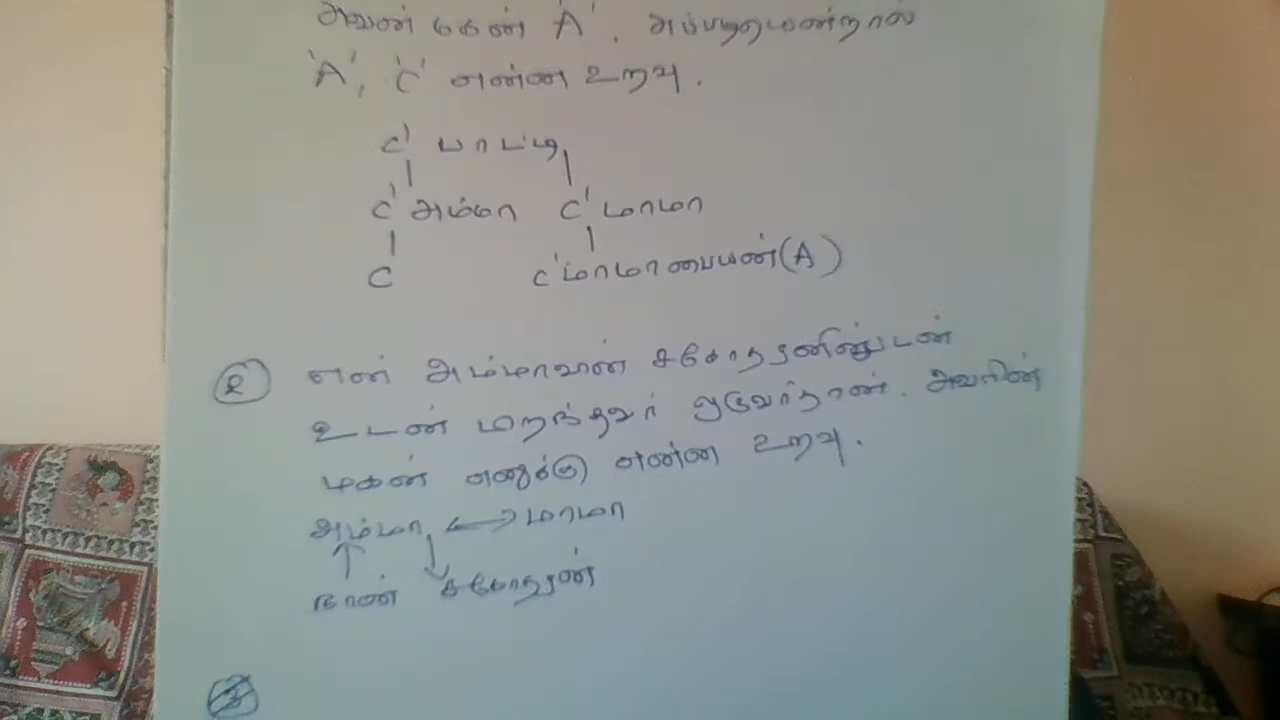 அவன் மகன் 'A'. அப்படியென்றால்
'A', 'C' என்ன உறவு.
C' பாட்டி
C' அம்மா C' மாமா
C C' மாமா பையன் (A)
2 என் அம்மாவான் சகோதரனின் உடன்
உடன் பிறந்தவர் ஒருவர்தான். அவரின்
மகன் எனக்கு என்ன உறவு.
அம்மா ↔ மாமா
நான் சகோதரன்